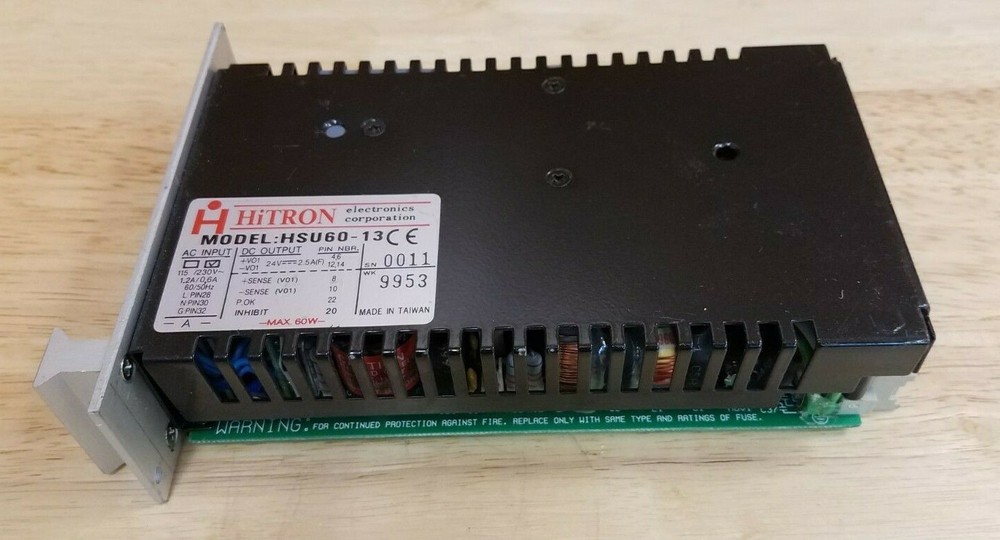 HiTRON electronics corporation
MODEL:HSU60-13 CE
AC INPUT
115 /230V~
1.2A/0.6A
60/50Hz
L:PIN28
N:PIN30
G:PIN32
— A —
DC OUTPUT PIN NBR.
+VO1 24V 2.5A(F) 4,6
-VO1 12,14
+SENSE (VO1) 8
-SENSE (VO1) 10
P.OK 22
INHIBIT 20
—MAX. 60W—
SN 0011
WK 9953
MADE IN TAIWAN
WARNING: FOR CONTINUED PROTECTION AGAINST FIRE, REPLACE ONLY WITH SAME TYPE AND RATINGS OF FUSE.